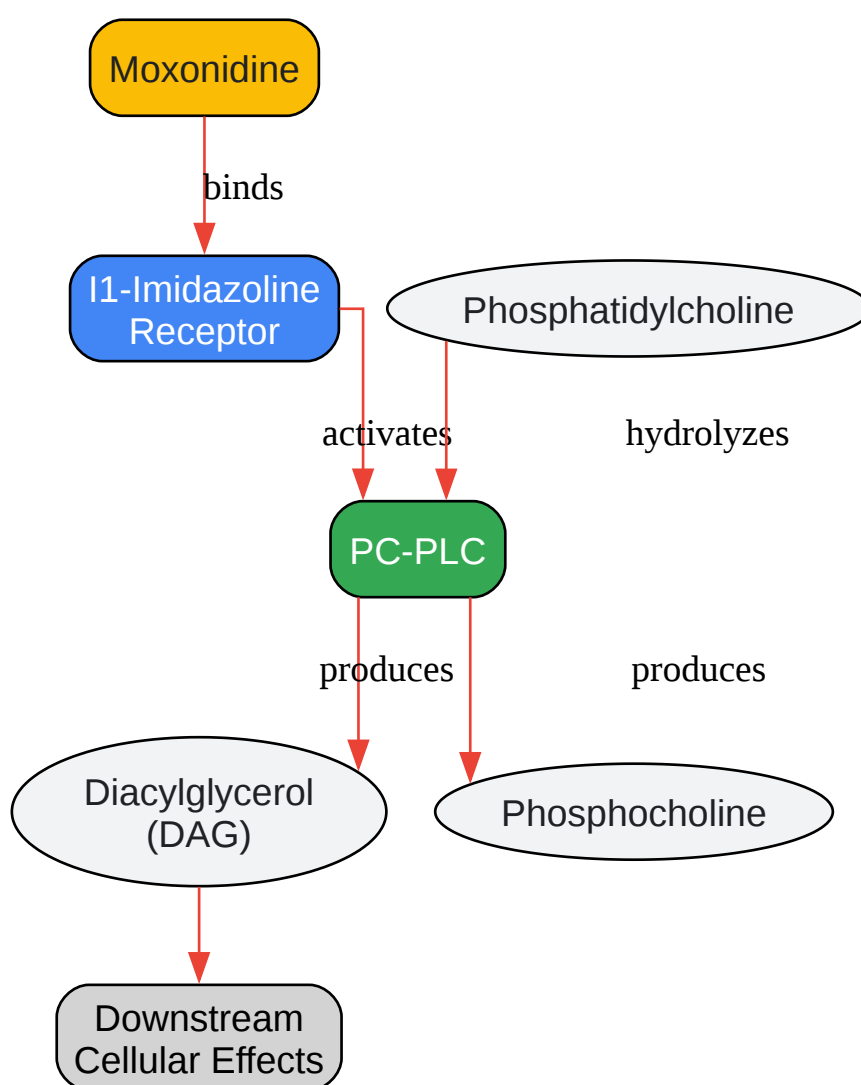 Moxonidine
binds
I1-Imidazoline
Receptor
Phosphatidylcholine
activates
hydrolyzes
PC-PLC
produces
produces
Diacylglycerol
(DAG)
Phosphocholine
Downstream
Cellular Effects